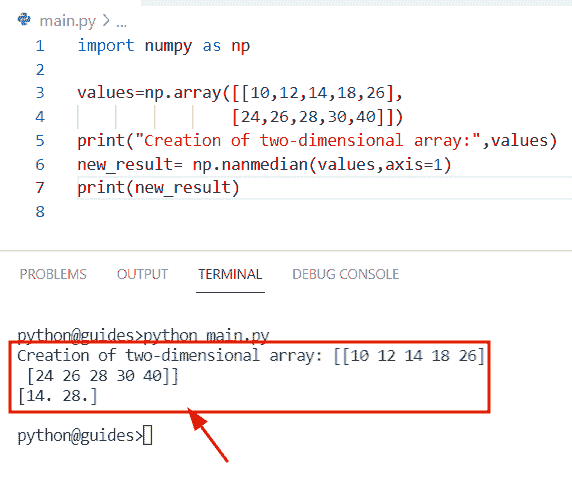 main.py > ...
1 import numpy as np
2
3 values=np.array([[10,12,14,18,26],
4 [24,26,28,30,40]])
5 print("Creation of two-dimensional array:",values)
6 new_result= np.nanmedian(values,axis=1)
7 print(new_result)
8
PROBLEMS OUTPUT TERMINAL DEBUG CONSOLE
python@guides>python main.py
Creation of two-dimensional array: [[10 12 14 18 26]
[24 26 28 30 40]]
[14. 28.]
python@guides>